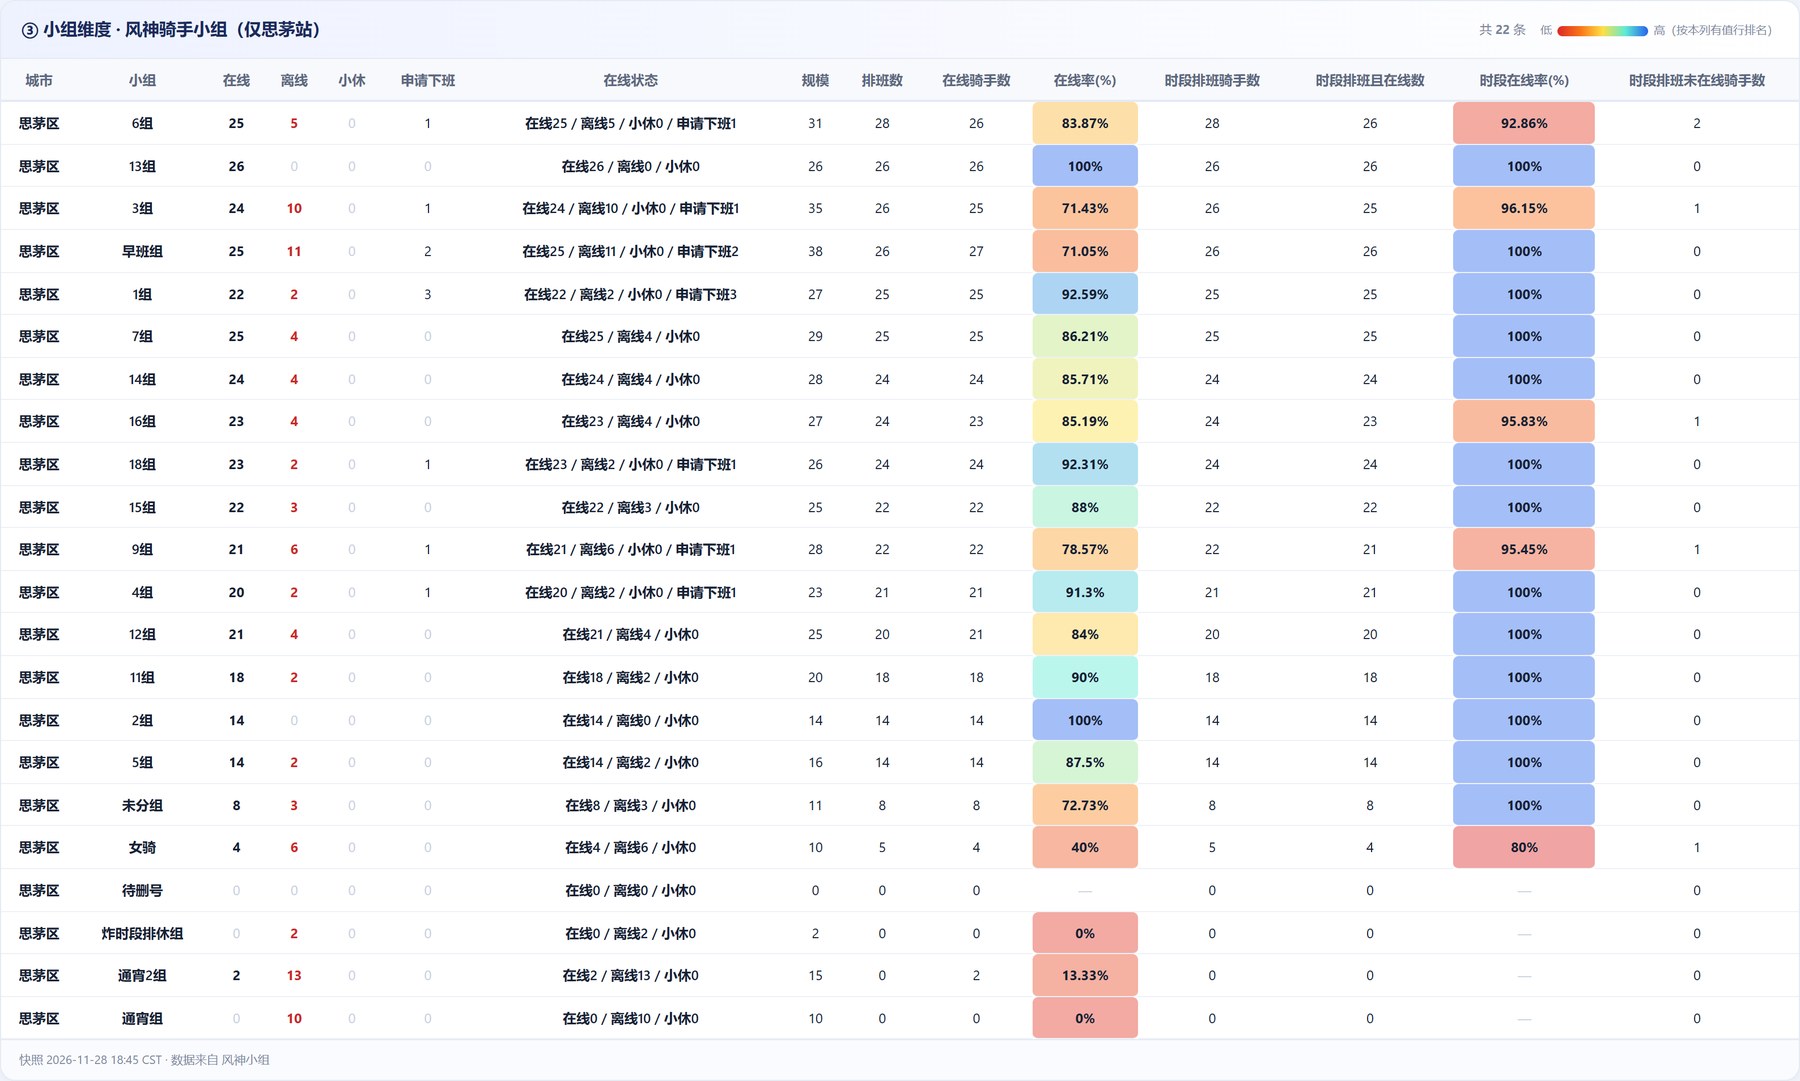 ③ 小组维度 · 风神骑手小组（仅思茅站）
共 22 条 低 高 (按本列有值行排名)
城市 小组 在线 离线 小休 申请下班 在线状态 规模 排班数 在线骑手数 在线率(%) 时段排班骑手数 时段排班且在线数 时段在线率(%) 时段排班未在线骑手数
思茅区 6组 25 5 0 1 在线25 / 离线5 / 小休0 / 申请下班1 31 28 26 83.87% 28 26 92.86% 2
思茅区 13组 26 0 0 0 在线26 / 离线0 / 小休0 26 26 26 100% 26 26 100% 0
思茅区 3组 24 10 0 1 在线24 / 离线10 / 小休0 / 申请下班1 35 26 25 71.43% 26 25 96.15% 1
思茅区 早班组 25 11 0 2 在线25 / 离线11 / 小休0 / 申请下班2 38 26 27 71.05% 26 26 100% 0
思茅区 1组 22 2 0 3 在线22 / 离线2 / 小休0 / 申请下班3 27 25 25 92.59% 25 25 100% 0
思茅区 7组 25 4 0 0 在线25 / 离线4 / 小休0 29 25 25 86.21% 25 25 100% 0
思茅区 14组 24 4 0 0 在线24 / 离线4 / 小休0 28 24 24 85.71% 24 24 100% 0
思茅区 16组 23 4 0 0 在线23 / 离线4 / 小休0 27 24 23 85.19% 24 23 95.83% 1
思茅区 18组 23 2 0 1 在线23 / 离线2 / 小休0 / 申请下班1 26 24 24 92.31% 24 24 100% 0
思茅区 15组 22 3 0 0 在线22 / 离线3 / 小休0 25 22 22 88% 22 22 100% 0
思茅区 9组 21 6 0 1 在线21 / 离线6 / 小休0 / 申请下班1 28 22 22 78.57% 22 21 95.45% 1
思茅区 4组 20 2 0 1 在线20 / 离线2 / 小休0 / 申请下班1 23 21 21 91.3% 21 21 100% 0
思茅区 12组 21 4 0 0 在线21 / 离线4 / 小休0 25 20 21 84% 20 20 100% 0
思茅区 11组 18 2 0 0 在线18 / 离线2 / 小休0 20 18 18 90% 18 18 100% 0
思茅区 2组 14 0 0 0 在线14 / 离线0 / 小休0 14 14 14 100% 14 14 100% 0
思茅区 5组 14 2 0 0 在线14 / 离线2 / 小休0 16 14 14 87.5% 14 14 100% 0
思茅区 未分组 8 3 0 0 在线8 / 离线3 / 小休0 11 8 8 72.73% 8 8 100% 0
思茅区 女骑 4 6 0 0 在线4 / 离线6 / 小休0 10 5 4 40% 5 4 80% 1
思茅区 待删号 0 0 0 0 在线0 / 离线0 / 小休0 0 0 0 — 0 0 — 0
思茅区 炸时段排休组 0 2 0 0 在线0 / 离线2 / 小休0 2 0 0 0% 0 0 — 0
思茅区 通宵2组 2 13 0 0 在线2 / 离线13 / 小休0 15 0 2 13.33% 0 0 — 0
思茅区 通宵组 0 10 0 0 在线0 / 离线10 / 小休0 10 0 0 0% 0 0 — 0
快照 2026-11-28 18:45 CST · 数据来自 风神小组